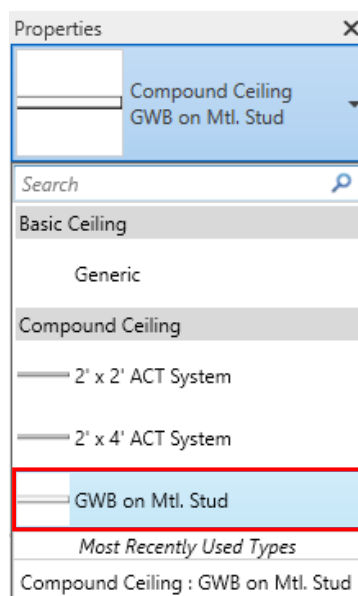 Properties
Compound Ceiling
GWB on Mtl. Stud
Search
Basic Ceiling
Generic
Compound Ceiling
2' x 2' ACT System
2' x 4' ACT System
GWB on Mtl. Stud
Most Recently Used Types
Compound Ceiling : GWB on Mtl. Stud